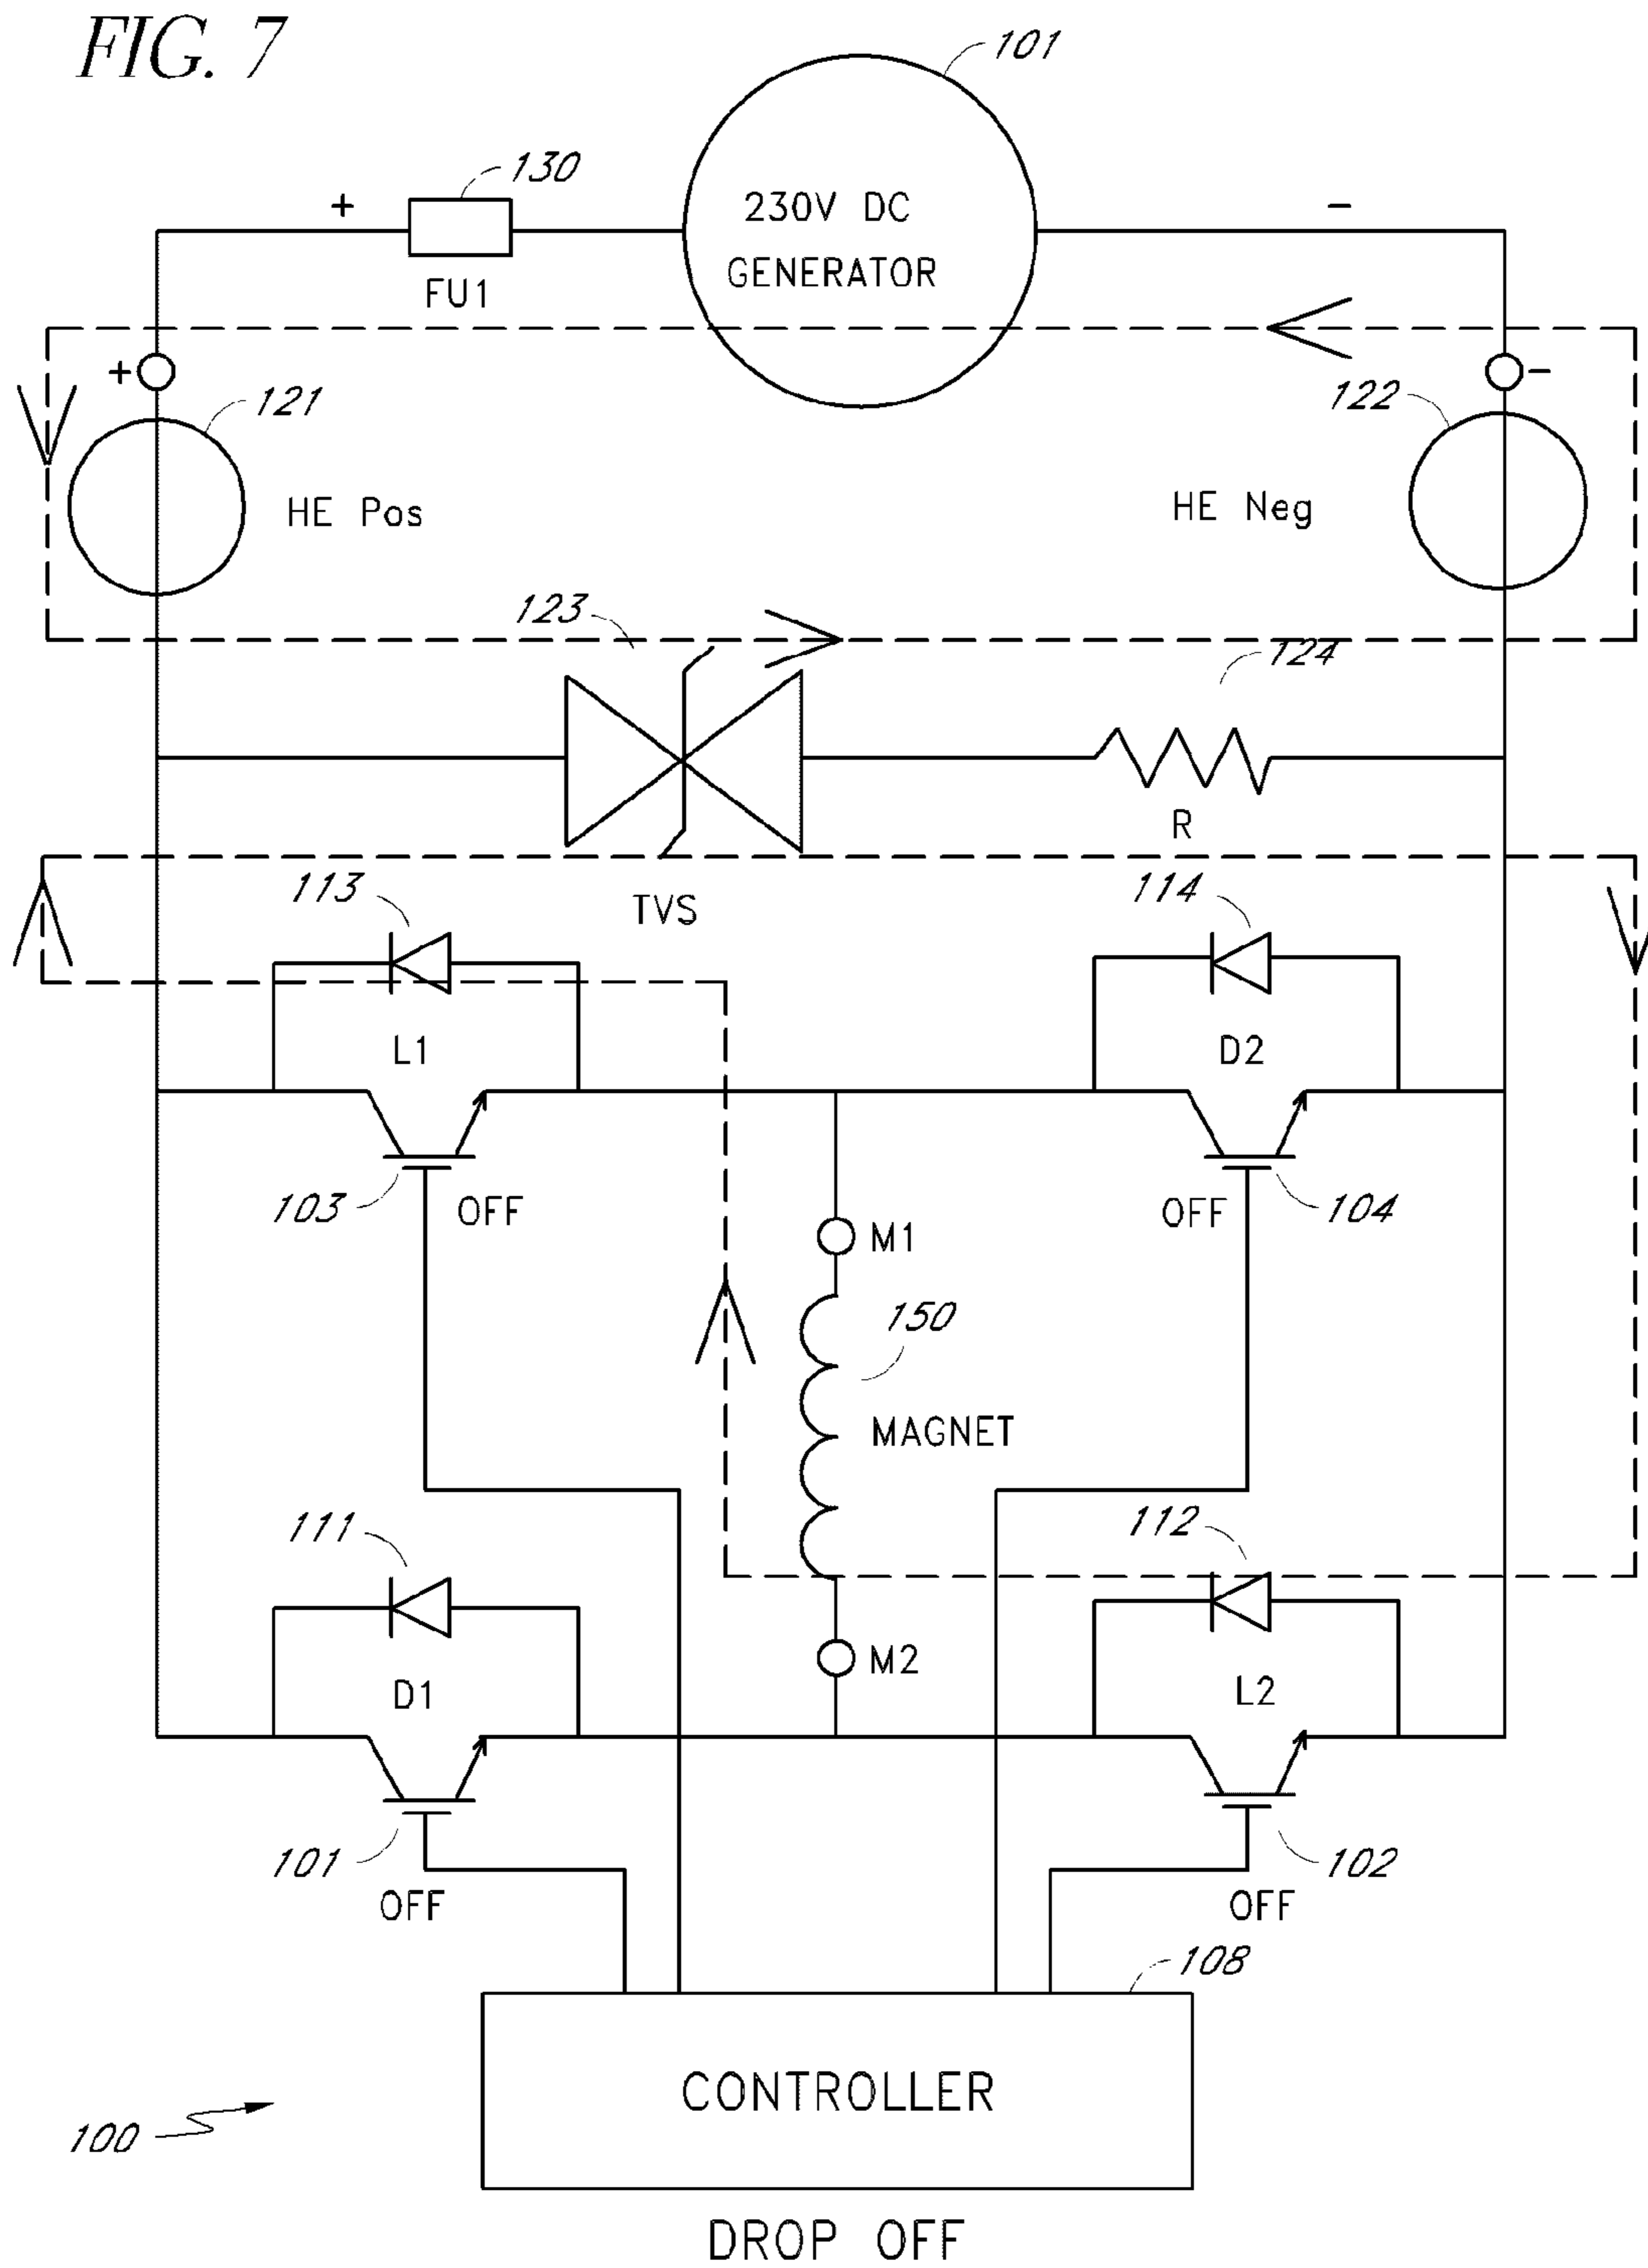 FIG. 7
101
130
+
230V DC
GENERATOR
−
FU1
+
−
121
122
HE Pos
HE Neg
123
124
R
TVS
113
114
L1
D2
103
OFF
OFF
104
M1
150
MAGNET
111
112
M2
D1
L2
101
OFF
102
OFF
108
CONTROLLER
100
DROP OFF